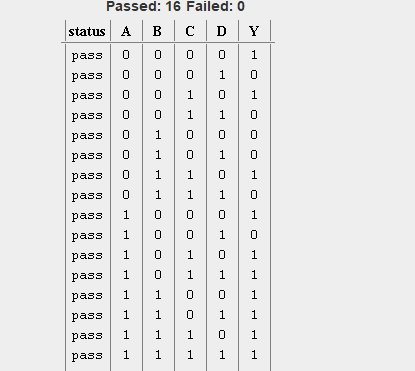 Passed: 16 Failed: 0
status A B C D Y
pass 0 0 0 0 1
pass 0 0 0 1 0
pass 0 0 1 0 1
pass 0 0 1 1 0
pass 0 1 0 0 0
pass 0 1 0 1 0
pass 0 1 1 0 1
pass 0 1 1 1 0
pass 1 0 0 0 1
pass 1 0 0 1 0
pass 1 0 1 0 1
pass 1 0 1 1 1
pass 1 1 0 0 1
pass 1 1 0 1 1
pass 1 1 1 0 1
pass 1 1 1 1 1